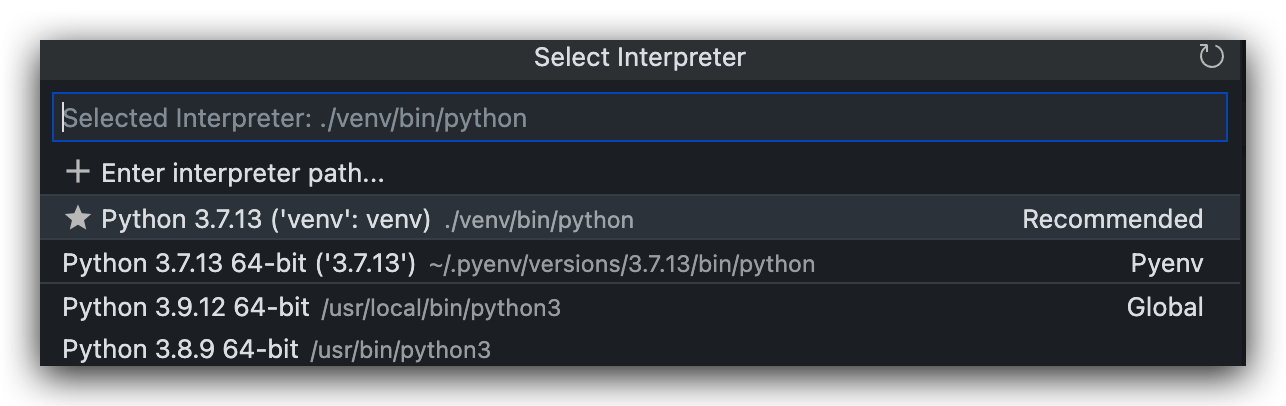 Select Interpreter
Selected Interpreter: ./venv/bin/python
+ Enter interpreter path...
★ Python 3.7.13 ('venv': venv) ./venv/bin/python Recommended
Python 3.7.13 64-bit ('3.7.13') ~/.pyenv/versions/3.7.13/bin/python Pyenv
Python 3.9.12 64-bit /usr/local/bin/python3 Global
Python 3.8.9 64-bit /usr/bin/python3